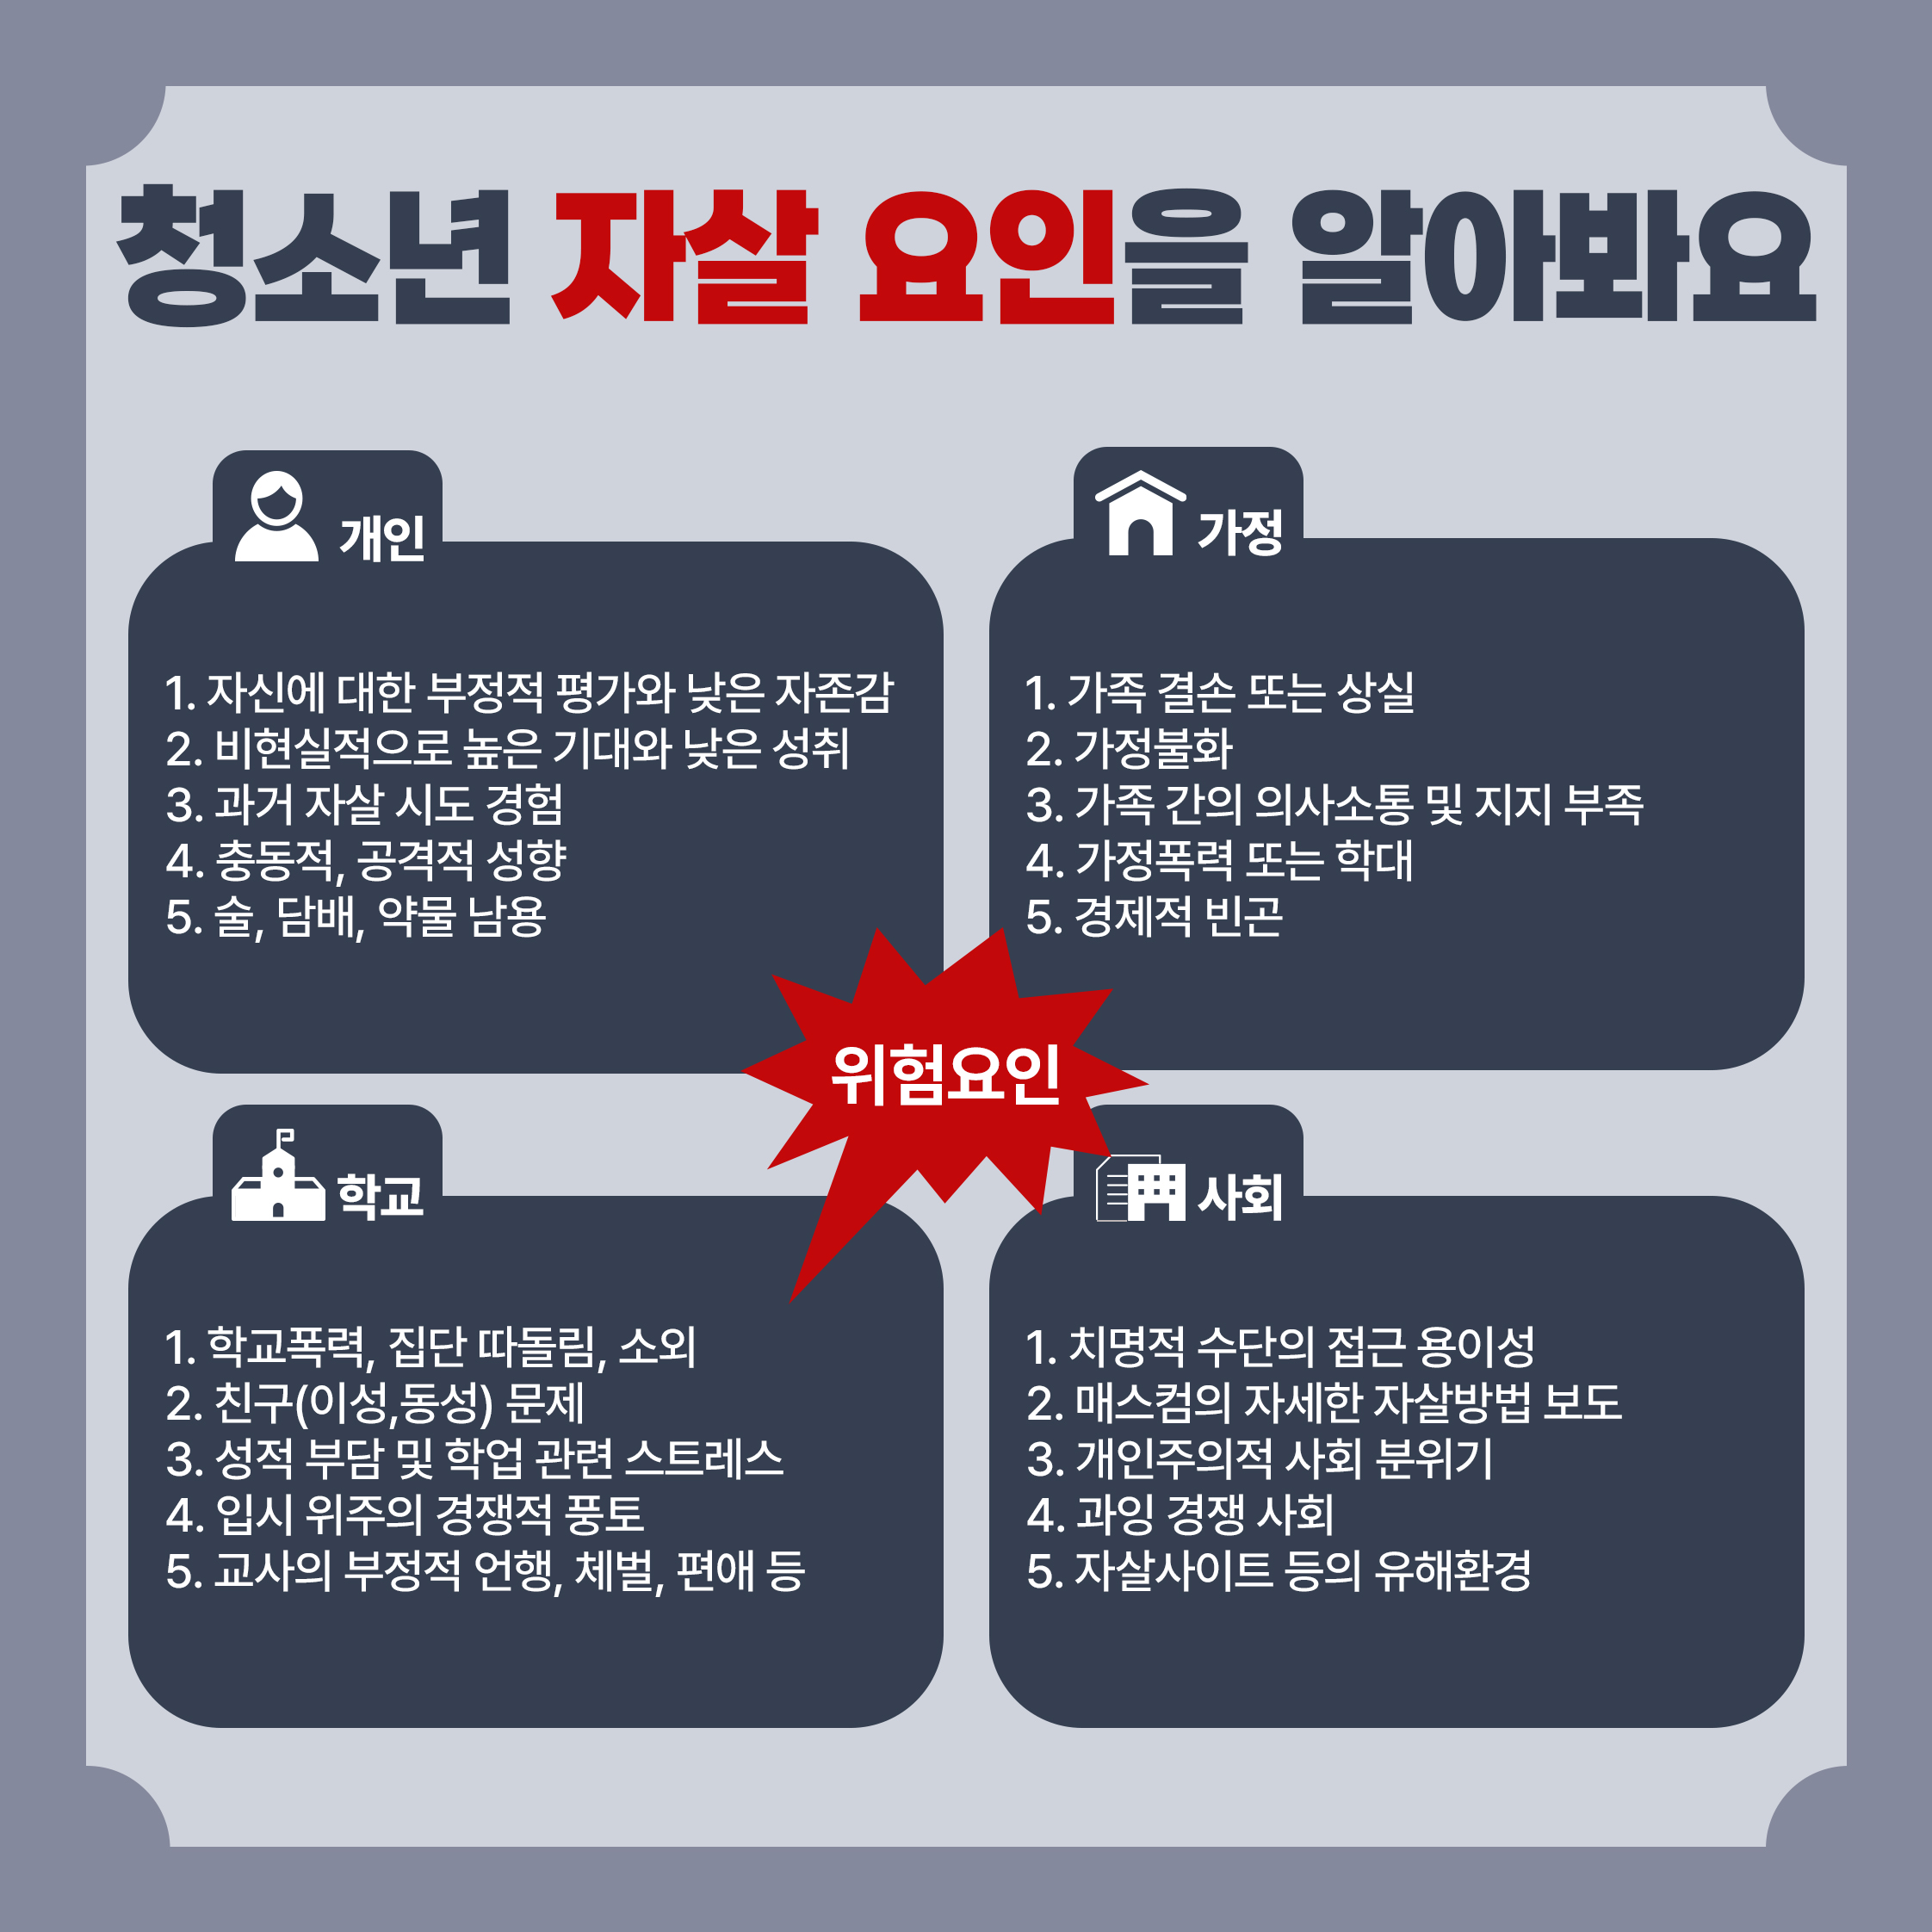 청소년 자살 요인을 알아봐요
개인
1. 자신에 대한 부정적 평가와 낮은 자존감
2. 비현실적으로 높은 기대와 낮은 성취
3. 과거 자살 시도 경험
4. 충동적, 공격적 성향
5. 술, 담배, 약물 남용
가정
1. 가족 결손 또는 상실
2. 가정불화
3. 가족 간의 의사소통 및 지지 부족
4. 가정폭력 또는 학대
5. 경제적 빈곤
위험요인
학교
1. 학교폭력, 집단 따돌림, 소외
2. 친구(이성,동성) 문제
3. 성적 부담 및 학업 관련 스트레스
4. 입시 위주의 경쟁적 풍토
5. 교사의 부정적 언행, 체벌, 편애 등
사회
1. 치명적 수단의 접근 용이성
2. 매스컴의 자세한 자살방법 보도
3. 개인주의적 사회 분위기
4. 과잉 경쟁 사회
5. 자살사이트 등의 유해환경